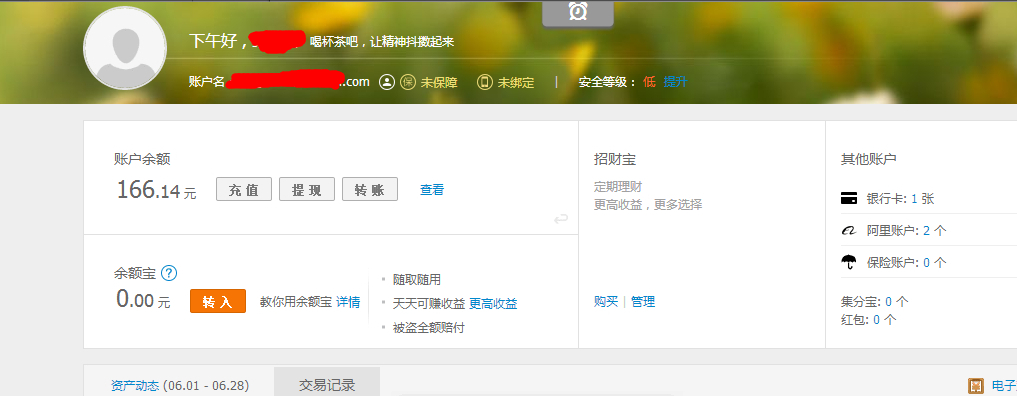 下午好，
喝杯茶吧，让精神抖擞起来
账户名
.com
保 未保障
未绑定
|
安全等级： 低 提升
账户余额
166.14 元
充 值
提 现
转 账
查看
余额宝 ?
0.00 元
转 入
教你用余额宝 详情
随取随用
天天可赚收益 更高收益
被盗全额赔付
招财宝
定期理财
更高收益，更多选择
购买 | 管理
其他账户
银行卡: 1 张
阿里账户: 2 个
保险账户: 0 个
集分宝: 0 个
红包: 0 个
资产动态 (06.01 - 06.28)
交易记录
电子